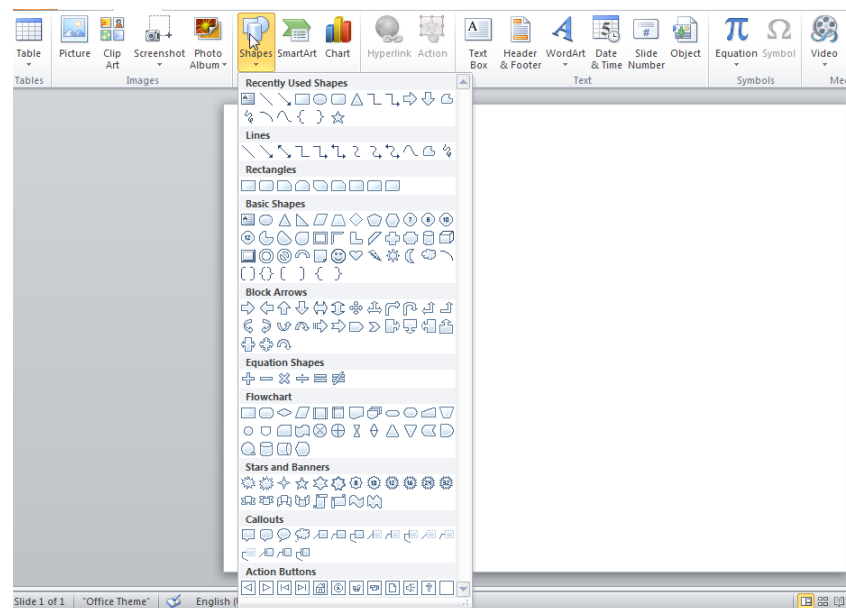 Table Picture Clip Art Screenshot Photo Album Shapes SmartArt Chart Hyperlink Action Text Box Header & Footer WordArt Date & Time Slide Number Object Equation Symbol Video
Tables Images Text Symbols
Recently Used Shapes
Lines
Rectangles
Basic Shapes
Block Arrows
Equation Shapes
Flowchart
Stars and Banners
Callouts
Action Buttons
Slide 1 of 1 "Office Theme" English